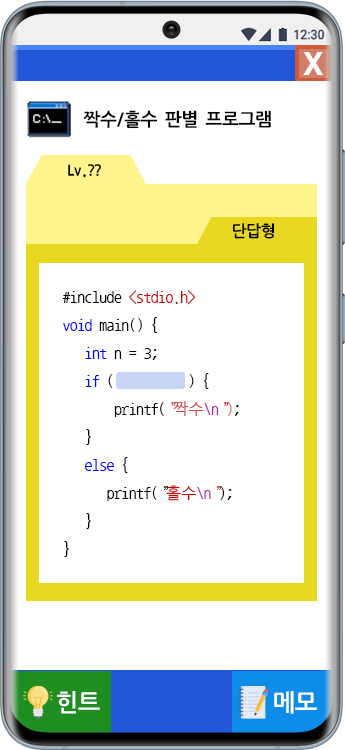 12:30
X
C:\_ 짝수/홀수 판별 프로그램
Lv.??
단답형
#include <stdio.h>
void main() {
int n = 3;
if ( ) {
printf( "짝수\n ");
}
else {
printf( "홀수\n ");
}
}
힌트 메모